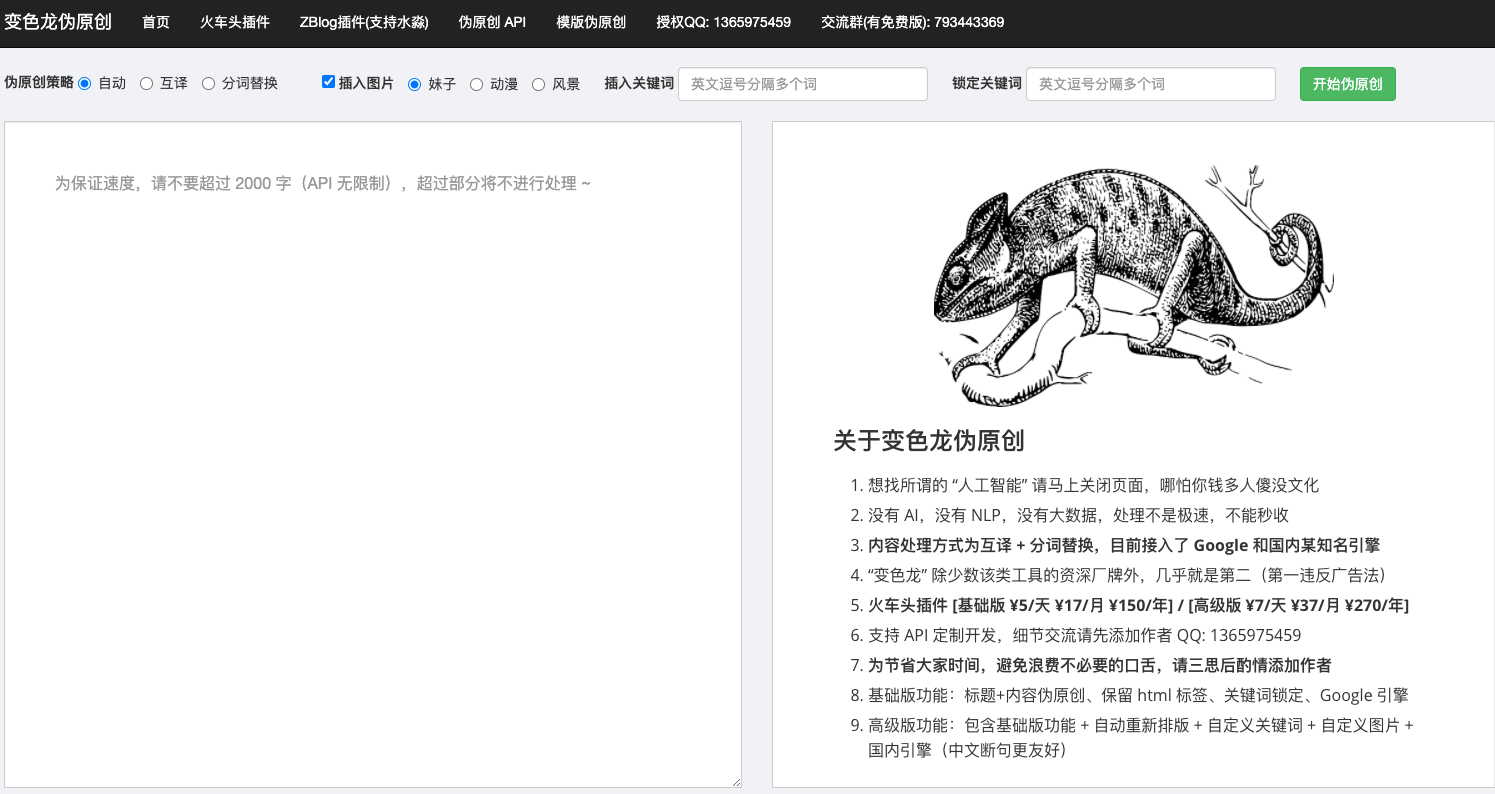 变色龙伪原创 首页 火车头插件 ZBlog插件(支持水淼) 伪原创 API 模版伪原创 授权QQ: 1365975459 交流群(有免费版): 793443369
伪原创策略 自动 互译 分词替换 插入图片 妹子 动漫 风景 插入关键词 英文逗号分隔多个词 锁定关键词 英文逗号分隔多个词 开始伪原创
为保证速度，请不要超过 2000 字（API 无限制），超过部分将不进行处理 ~
关于变色龙伪原创
1. 想找所谓的 “人工智能” 请马上关闭页面，哪怕你钱多人傻没文化
2. 没有 AI，没有 NLP，没有大数据，处理不是极速，不能秒收
3. 内容处理方式为互译 + 分词替换，目前接入了 Google 和国内某知名引擎
4. “变色龙” 除少数该类工具的资深厂牌外，几乎就是第二（第一违反广告法）
5. 火车头插件 [基础版 ¥5/天 ¥17/月 ¥150/年] / [高级版 ¥7/天 ¥37/月 ¥270/年]
6. 支持 API 定制开发，细节交流请先添加作者 QQ: 1365975459
7. 为节省大家时间，避免浪费不必要的口舌，请三思后酌情添加作者
8. 基础版功能：标题+内容伪原创、保留 html 标签、关键词锁定、Google 引擎
9. 高级版功能：包含基础版功能 + 自动重新排版 + 自定义关键词 + 自定义图片 +
国内引擎（中文断句更友好）